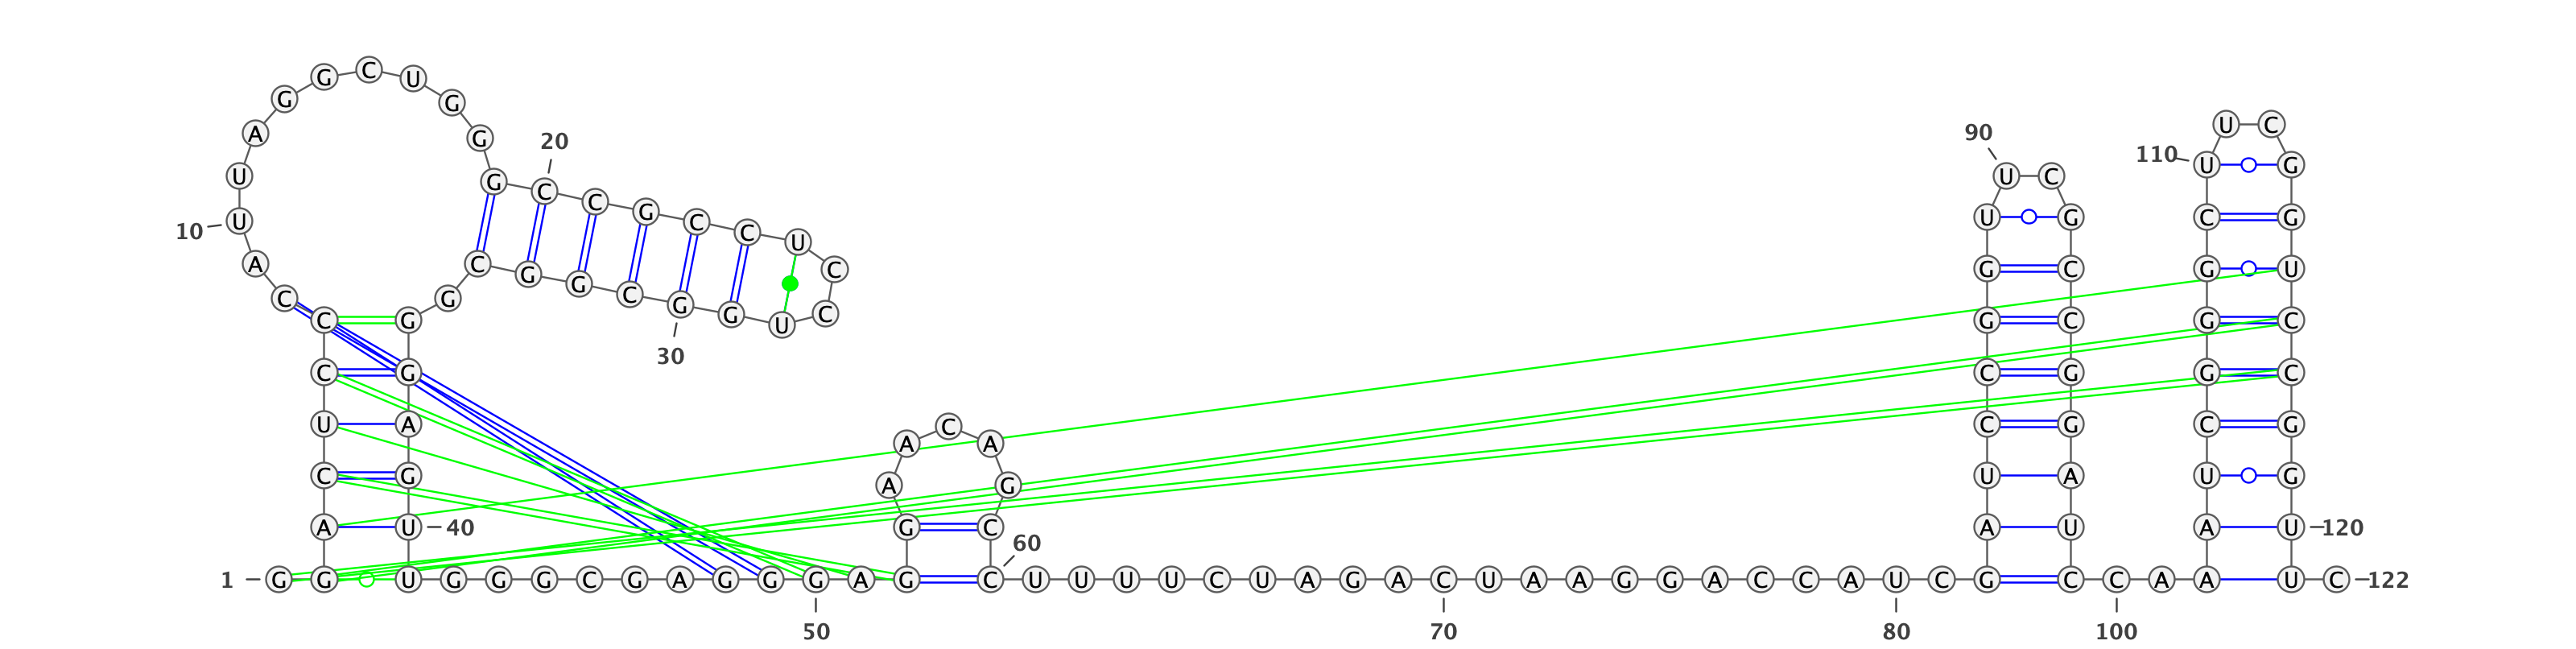 1
G G A C U C C C A U
10
U A G G C U G G G C
20
C G C C U C C U G G
30
C G G C G G G A G U
40
U G G G C G A G G G
50
A G G A A C A G C C
60
U U U U C U A G A C
70
U A A G G A C C A U
80
C G A U C C G G U U
90
C G C C G G A U C C
100
A A A U C G G G C U
110
U C G G U C C G G U
120
U C
122